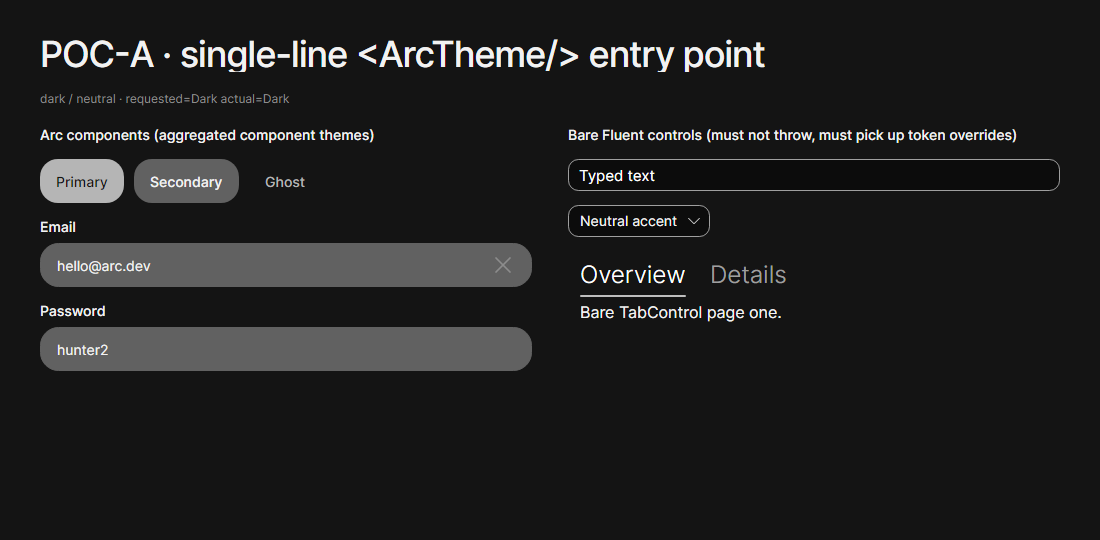 POC-A · single-line <ArcTheme/> entry point
dark / neutral · requested=Dark actual=Dark
Arc components (aggregated component themes)
Primary
Secondary
Ghost
Email
hello@arc.dev
Password
hunter2
Bare Fluent controls (must not throw, must pick up token overrides)
Typed text
Neutral accent
Overview
Details
Bare TabControl page one.